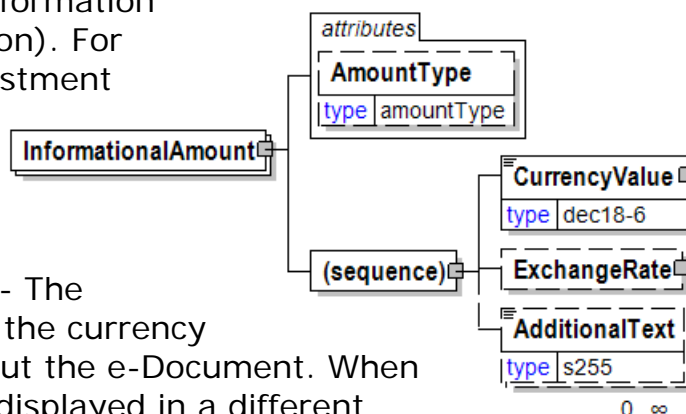 formation
on). For
stment
attributes
AmountType
type amountType
InformationalAmount
CurrencyValue
type dec18-6
(sequence)
ExchangeRate
AdditionalText
type s255
0 ∞
- The
the currency
ut the e-Document. When
displayed in a different